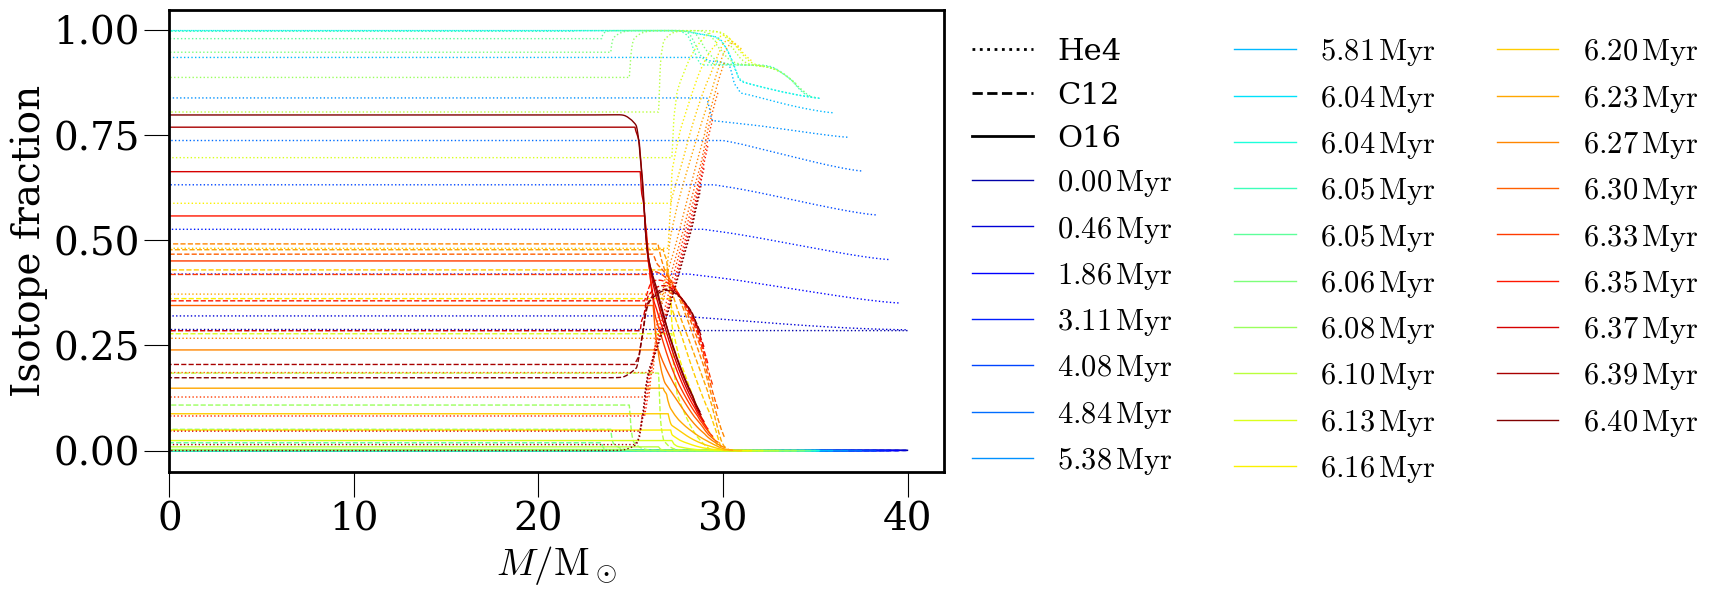 Isotope fraction
1.00
0.75
0.50
0.25
0.00
0 10 20 30 40
M/M⊙
He4
C12
O16
0.00 Myr
0.46 Myr
1.86 Myr
3.11 Myr
4.08 Myr
4.84 Myr
5.38 Myr
5.81 Myr
6.04 Myr
6.04 Myr
6.05 Myr
6.05 Myr
6.06 Myr
6.08 Myr
6.10 Myr
6.13 Myr
6.16 Myr
6.20 Myr
6.23 Myr
6.27 Myr
6.30 Myr
6.33 Myr
6.35 Myr
6.37 Myr
6.39 Myr
6.40 Myr